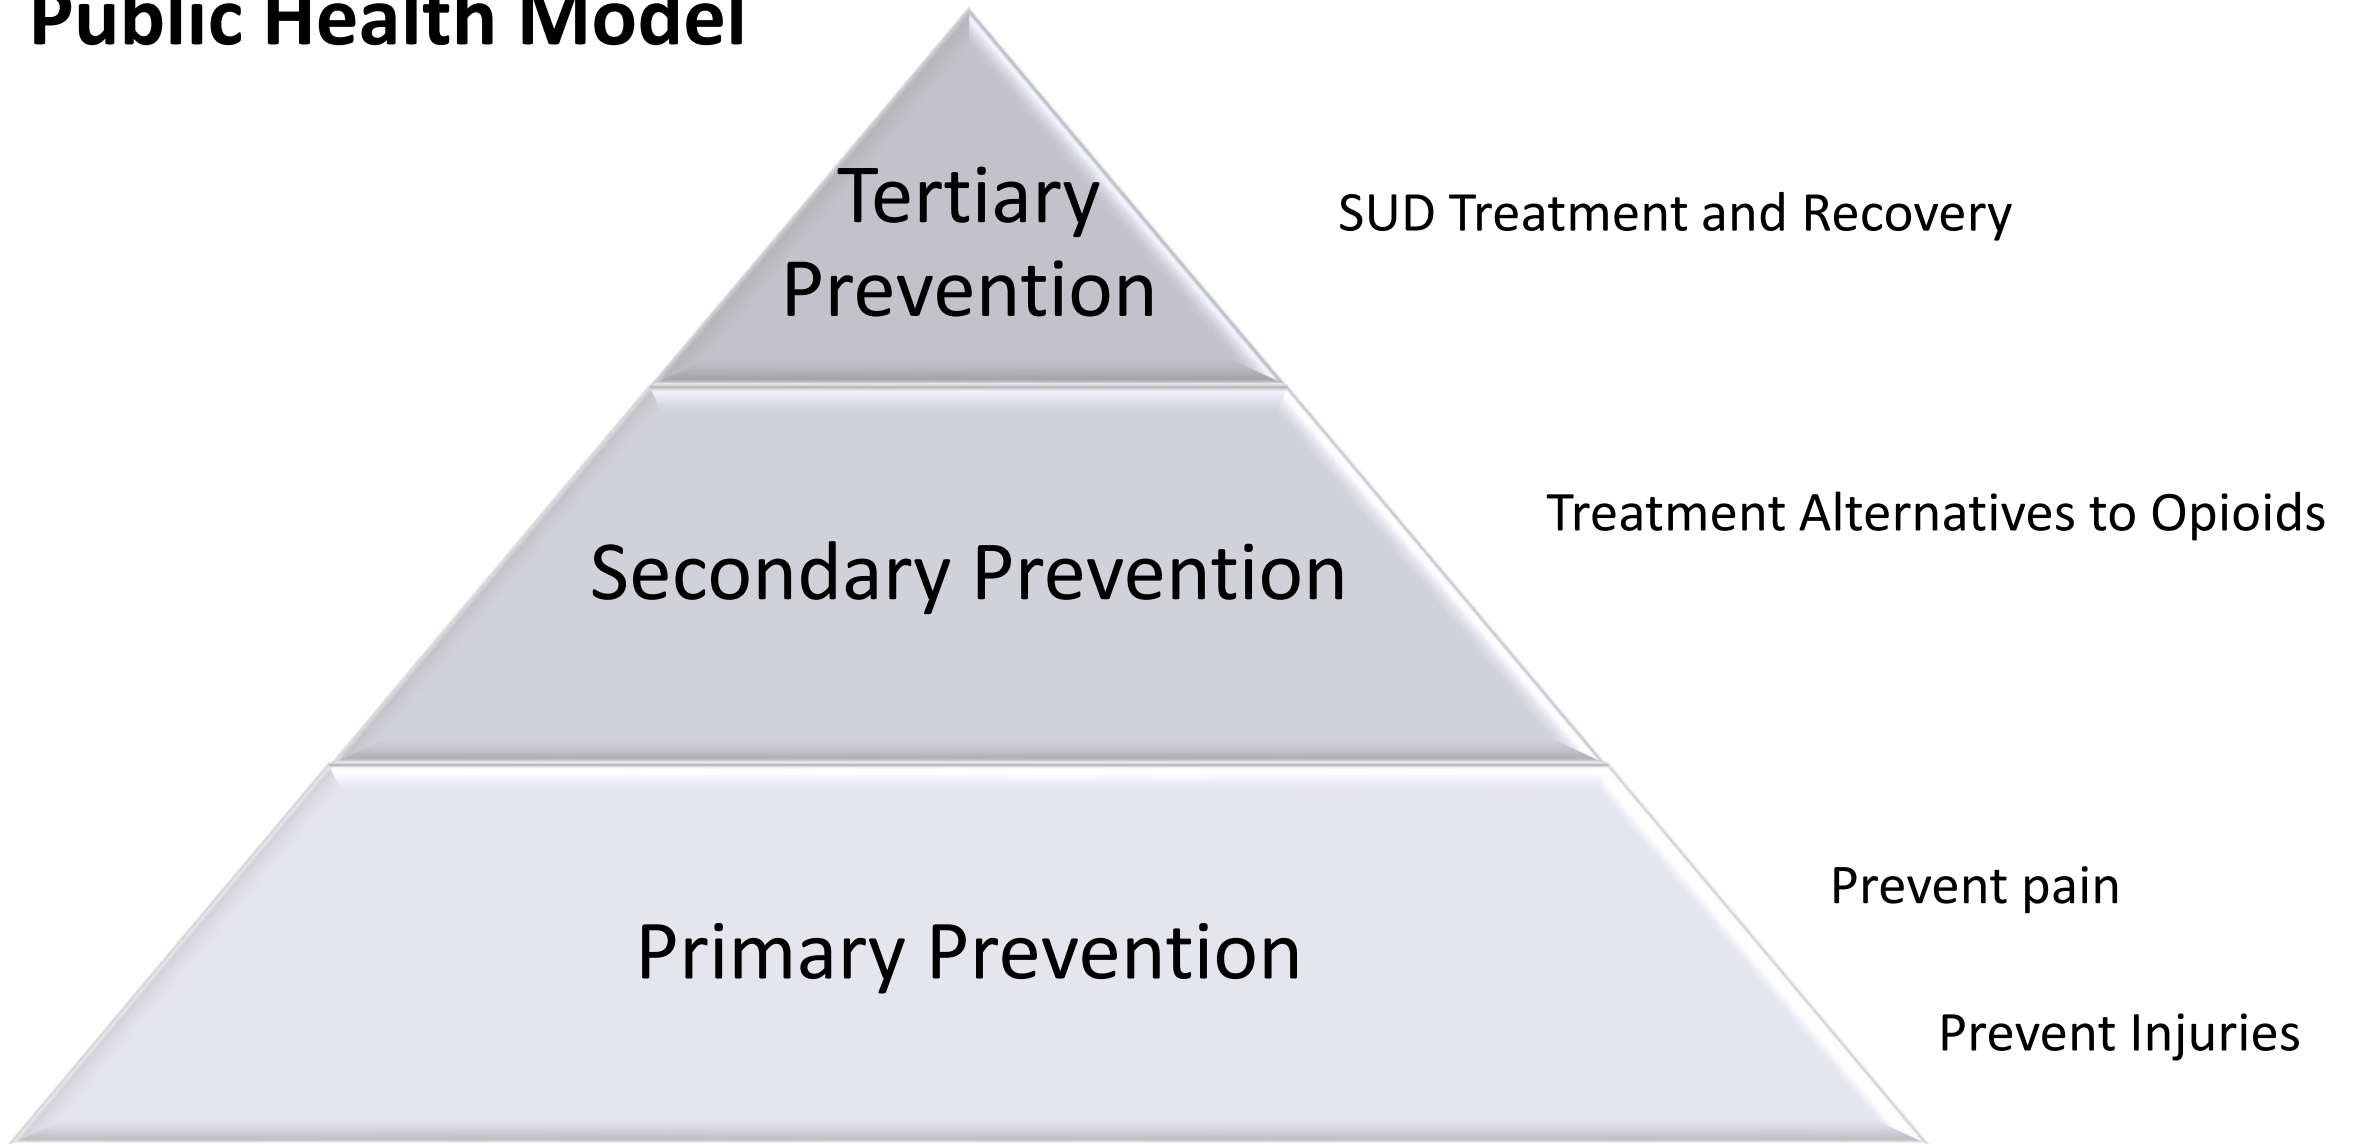 Public Health Model
Tertiary
Prevention
SUD Treatment and Recovery
Treatment Alternatives to Opioids
Secondary Prevention
Prevent pain
Primary Prevention
Prevent Injuries